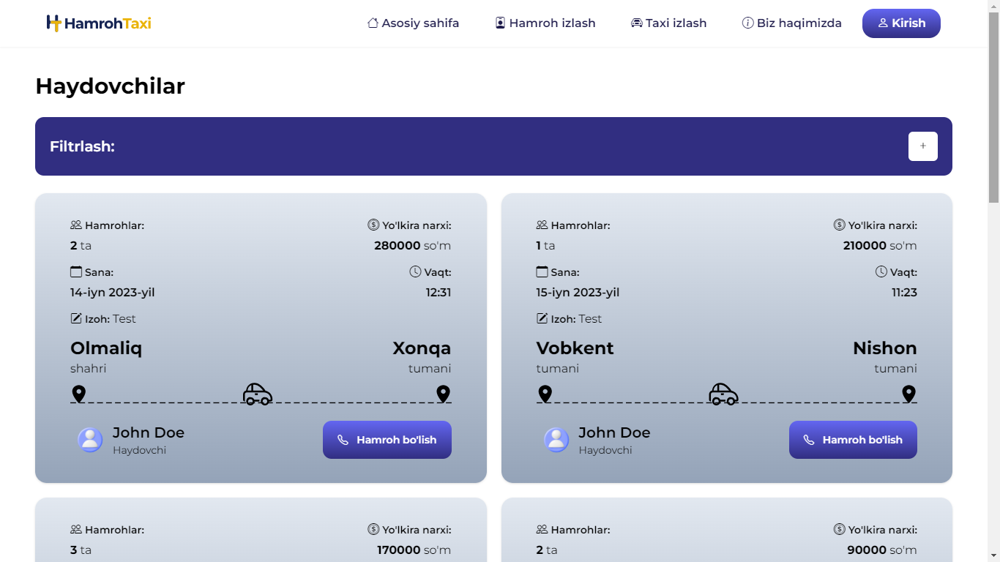 HamrohTaxi
Asosiy sahifa
Hamroh izlash
Taxi izlash
Biz haqimizda
Kirish
Haydovchilar
Filtrlash:
+
Hamrohlar: Yo'lkira narxi:
2 ta 280000 so'm
Sana: Vaqt:
14-iyn 2023-yil 12:31
Izoh: Test
Olmaliq Xonqa
shahri tumani
John Doe
Haydovchi
Hamroh bo'lish
Hamrohlar: Yo'lkira narxi:
1 ta 210000 so'm
Sana: Vaqt:
15-iyn 2023-yil 11:23
Izoh: Test
Vobkent Nishon
tumani tumani
John Doe
Haydovchi
Hamroh bo'lish
Hamrohlar: Yo'lkira narxi:
3 ta 170000 so'm
Hamrohlar: Yo'lkira narxi:
2 ta 90000 so'm